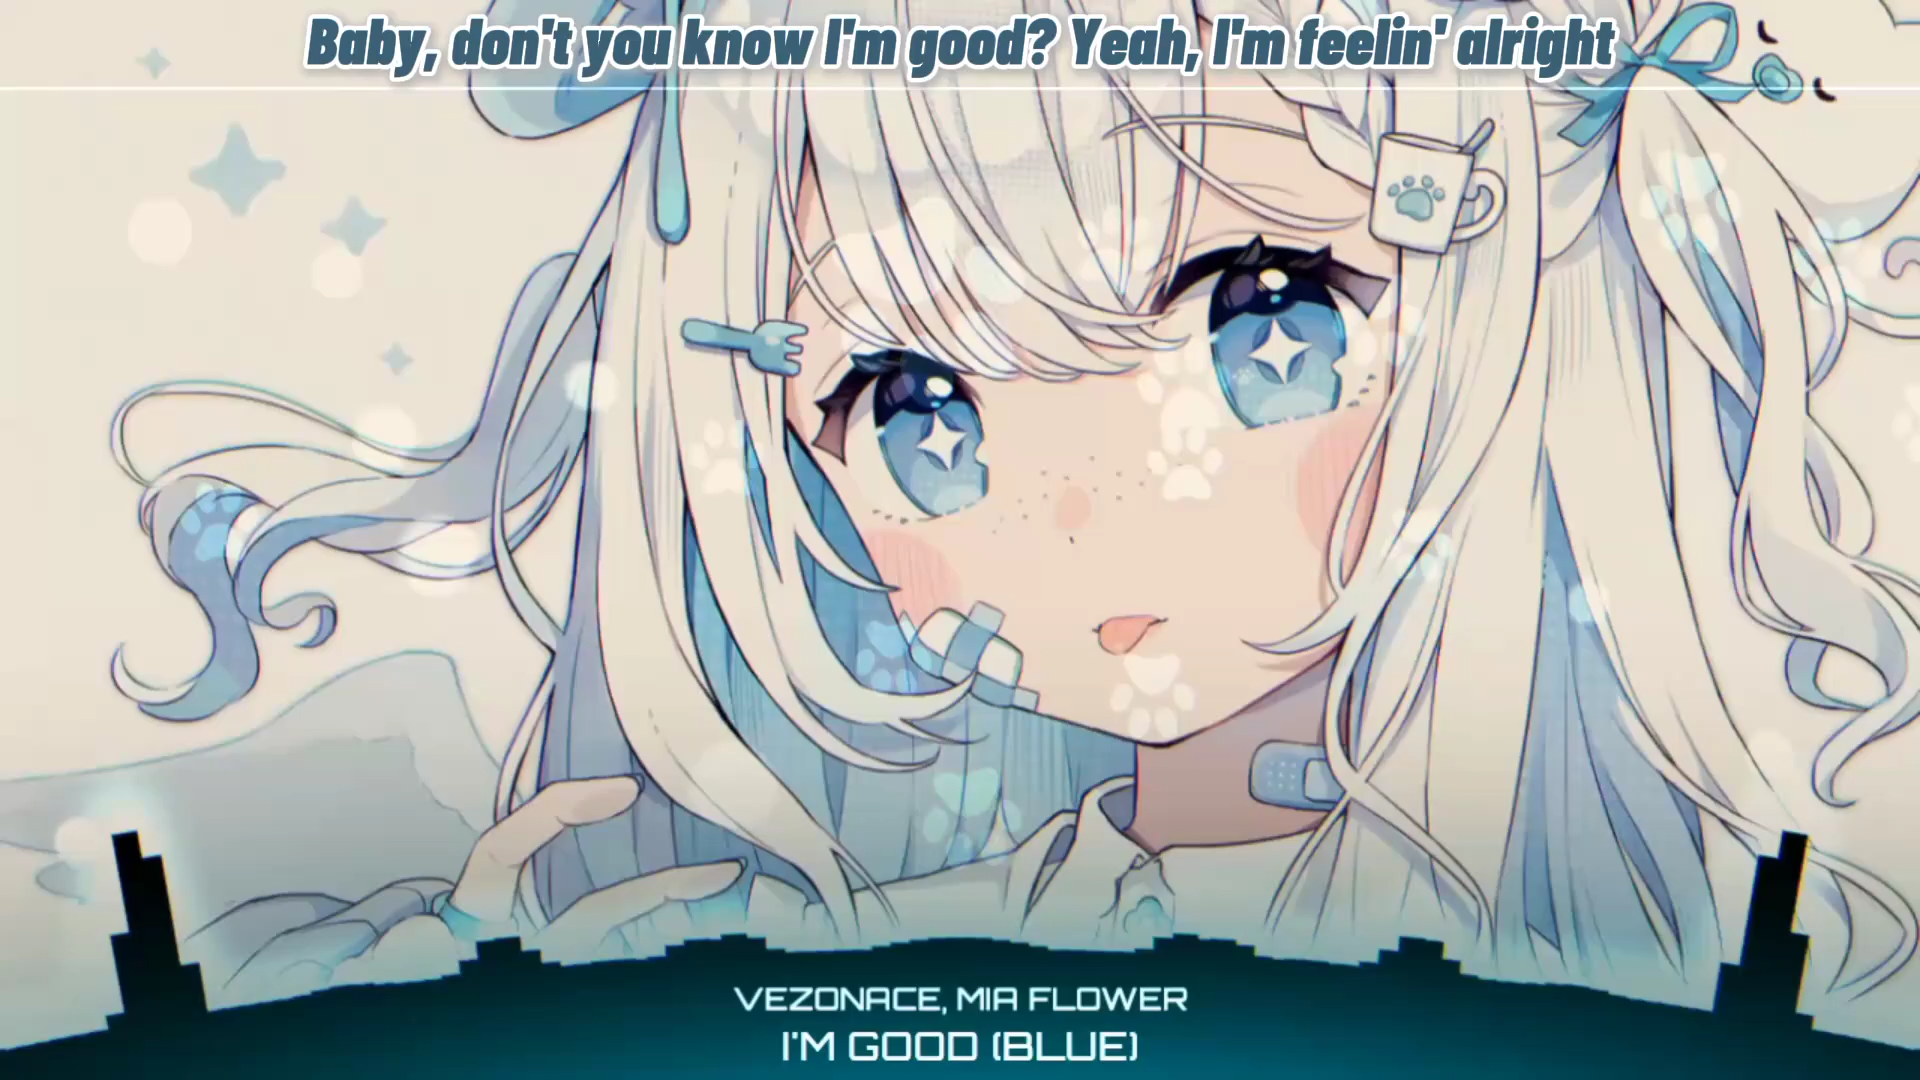 Baby, don't you know I'm good? Yeah, I'm feelin' alright
VEZONACE, MIA FLOWER
I'M GOOD (BLUE)